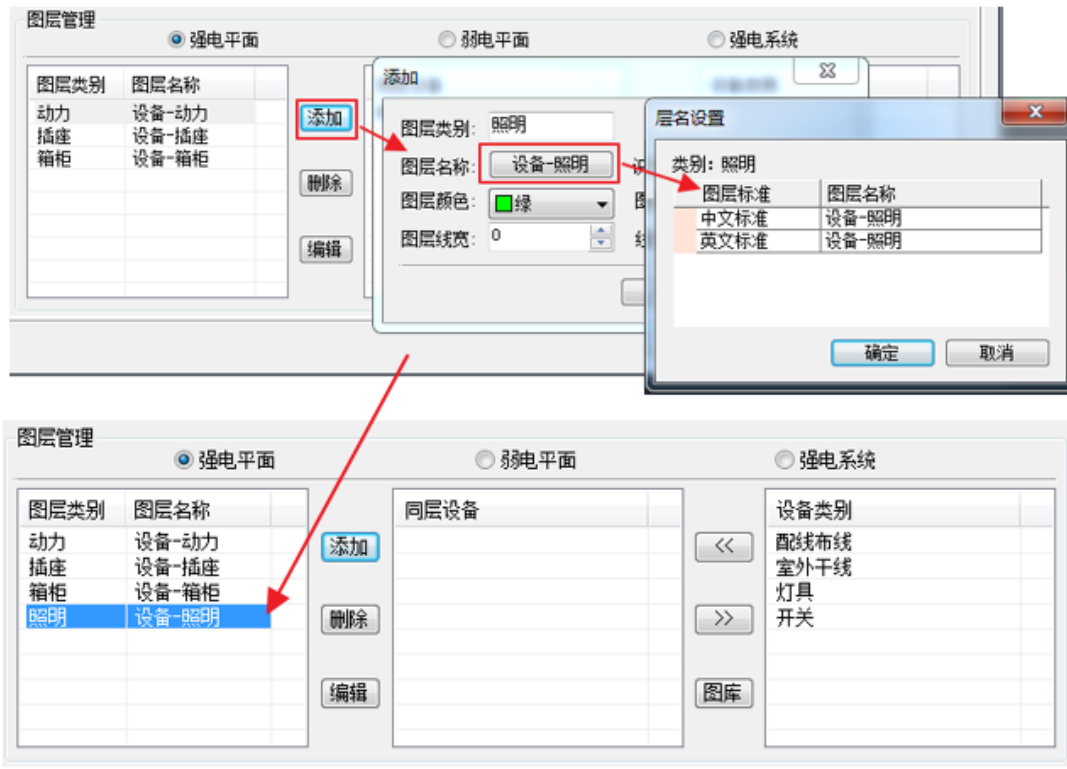 图层管理
强电平面 弱电平面 强电系统
图层类别 图层名称
动力 设备-动力
插座 设备-插座
箱柜 设备-箱柜
添加
删除
编辑
添加
图层类别: 照明
图层名称: 设备-照明
图层颜色: 绿
图层线宽: 0
层名设置
类别: 照明
图层标准 图层名称
中文标准 设备-照明
英文标准 设备-照明
确定 取消
图层管理
强电平面 弱电平面 强电系统
图层类别 图层名称
动力 设备-动力
插座 设备-插座
箱柜 设备-箱柜
照明 设备-照明
添加
删除
编辑
同层设备
<<
>>
图库
设备类别
配线布线
室外干线
灯具
开关